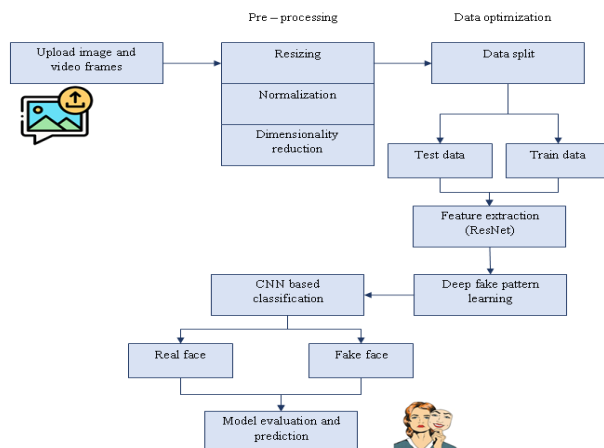 Pre – processing
Data optimization
Upload image and
video frames
Resizing
Data split
Normalization
Dimensionality
reduction
Test data
Train data
Feature extraction
(ResNet)
CNN based
classification
Deep fake pattern
learning
Real face
Fake face
Model evaluation and
prediction